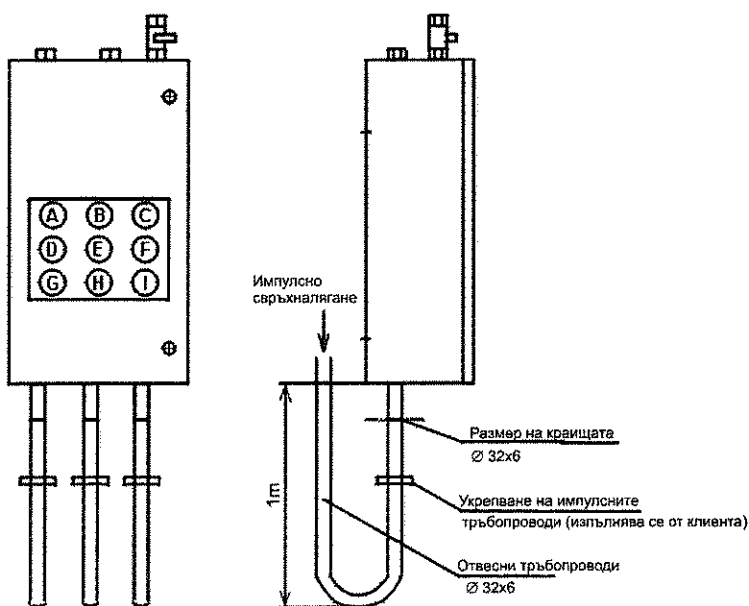 A B C
D E F
G H I
Импулсно
свръхналягане
1m
Размер на краищата
Ø 32x6
Укрепване на импулсните
тръбопроводи (изпълнява се от клиента)
Отвесни тръбопроводи
Ø 32x6